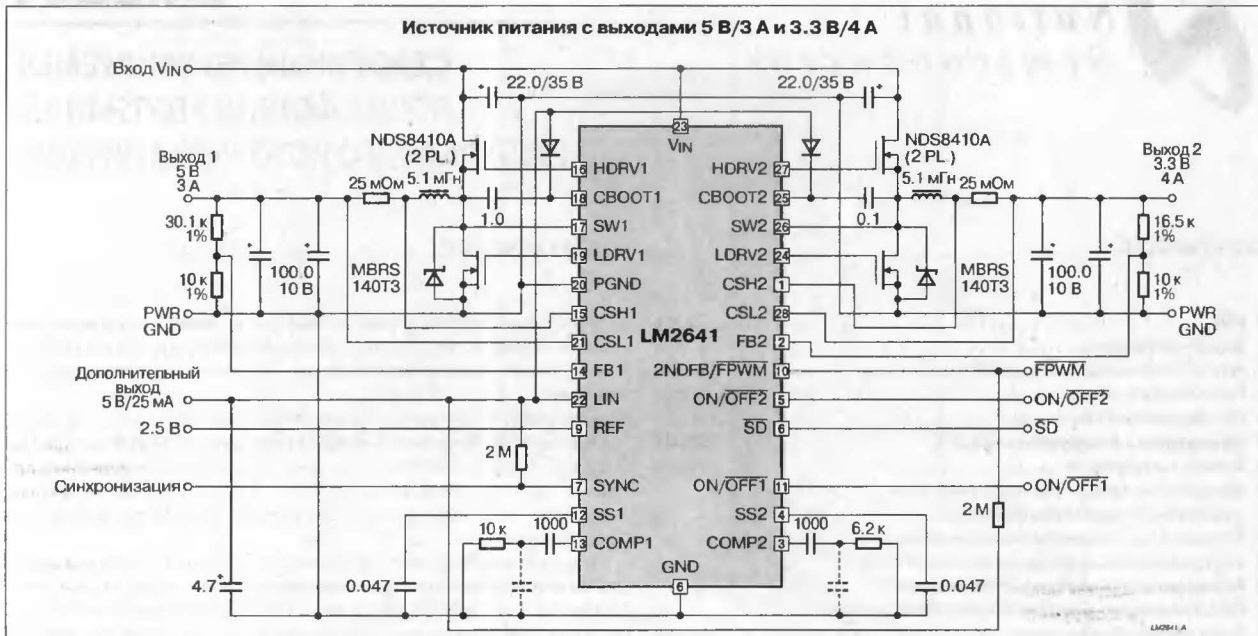 Источник питания с выходами 5 В/3 А и 3.3 В/4 А
Вход VIN
22.0/35 В
22.0/35 В
23
VIN
NDS8410A
(2 PL.)
NDS8410A
(2 PL.)
Выход 1
5 В
3 А
Выход 2
3.3 В
4 А
25 мОм
5.1 мГн
5.1 мГн
25 мОм
16 HDRV1
HDRV2 27
18 CBOOT1
CBOOT2 25
1.0
0.1
17 SW1
SW2 26
19 LDRV1
LDRV2 24
20 PGND
CSH2 1
15 CSH1
CSL2 28
21 CSL1
FB2 2
14 FB1
2NDFB/FPWM 10
22 LIN
ON/OFF2 5
9 REF
SD 6
7 SYNC
ON/OFF1 11
12 SS1
SS2 4
13 COMP1
COMP2 3
GND
6
LM2641
30.1 к
1%
10 к
1%
100.0
10 В
MBRS
140T3
MBRS
140T3
100.0
10 В
16.5 к
1%
10 к
1%
PWR
GND
PWR
GND
Дополнительный
выход
5 В/25 мА
2.5 В
Синхронизация
FPWM
ON/OFF2
SD
ON/OFF1
2 М
2 М
10 к
1000
1000
6.2 к
4.7
0.047
0.047
LM2641_A